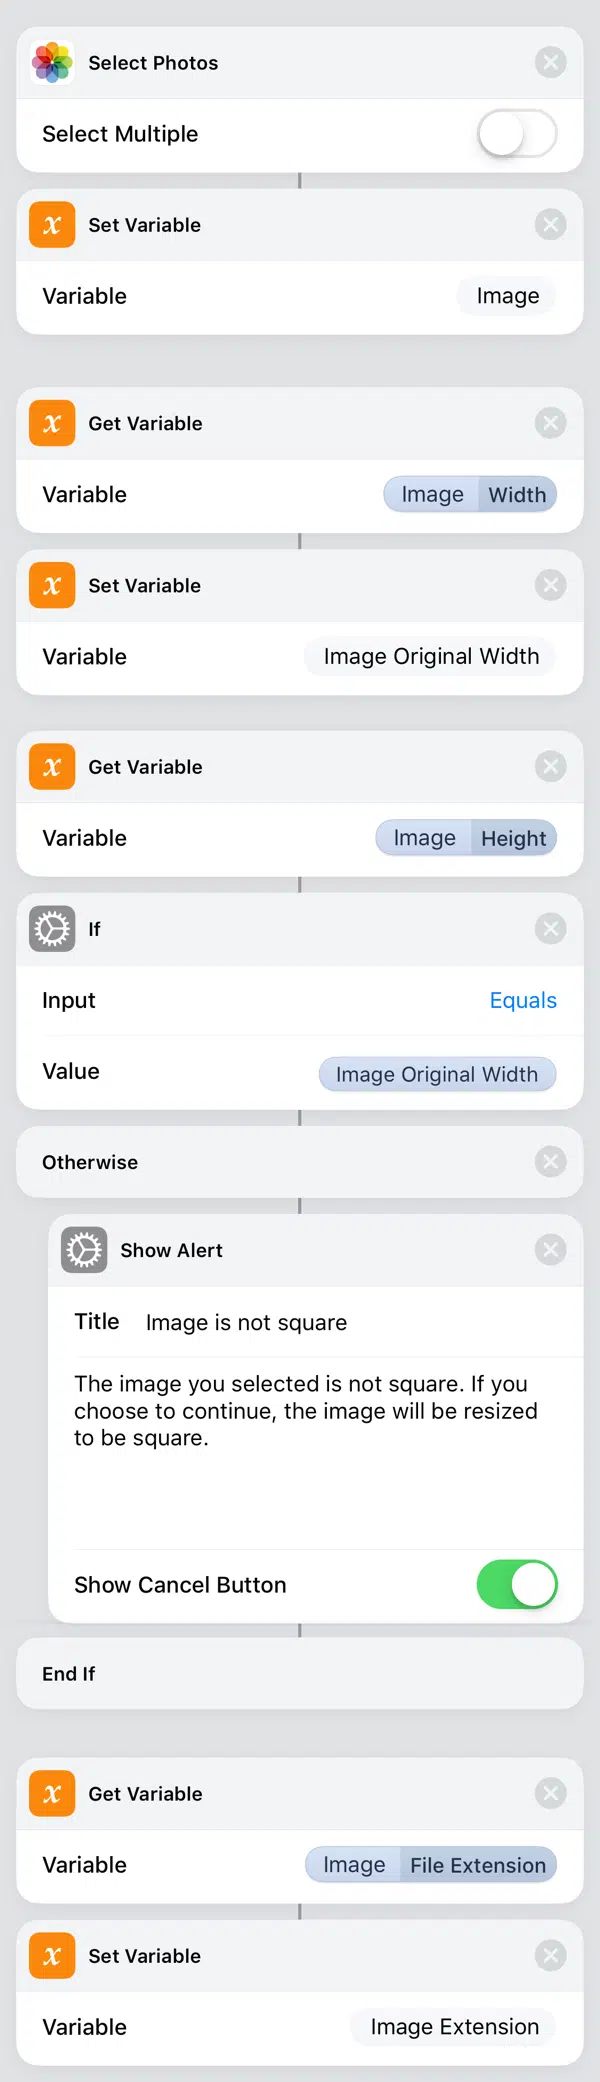 Select Photos
Select Multiple
x Set Variable
Variable Image
x Get Variable
Variable Image Width
x Set Variable
Variable Image Original Width
x Get Variable
Variable Image Height
If
Input Equals
Value Image Original Width
Otherwise
Show Alert
Title Image is not square
The image you selected is not square. If you
choose to continue, the image will be resized
to be square.
Show Cancel Button
End If
x Get Variable
Variable Image File Extension
x Set Variable
Variable Image Extension